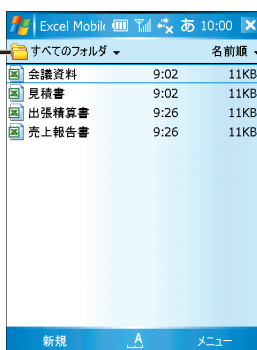 Excel Mobile あ 10:00
すべてのフォルダ 名前順
会議資料 9:02 11KB
見積書 9:02 11KB
出張精算書 9:26 11KB
売上報告書 9:26 11KB
新規 A メニュー